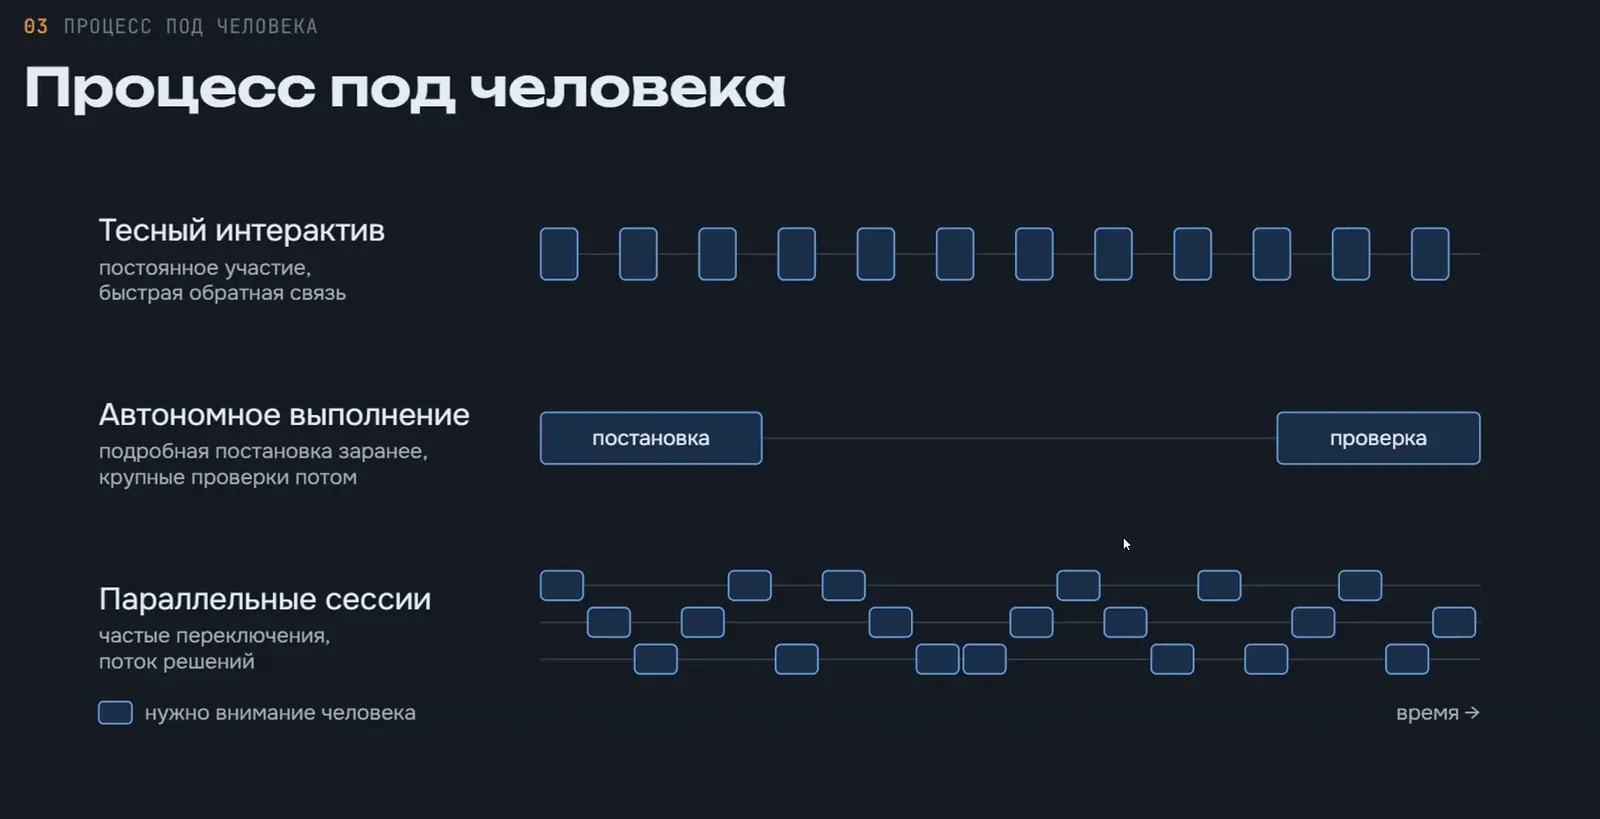 03 ПРОЦЕСС ПОД ЧЕЛОВЕКА
Процесс под человека
Тесный интерактив
постоянное участие,
быстрая обратная связь
Автономное выполнение
подробная постановка заранее,
крупные проверки потом
постановка
проверка
Параллельные сессии
частые переключения,
поток решений
нужно внимание человека
время →